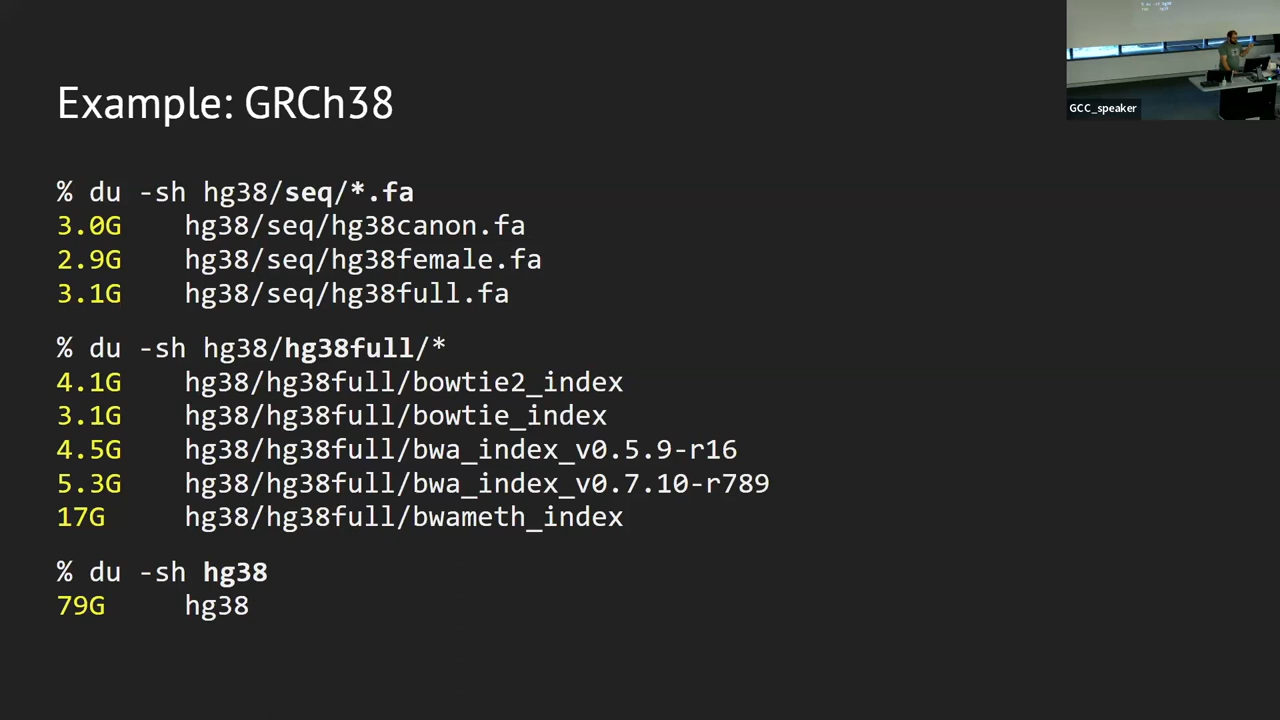 Example: GRCh38
GCC_speaker
% du -sh hg38/seq/*.fa
3.0G hg38/seq/hg38canon.fa
2.9G hg38/seq/hg38female.fa
3.1G hg38/seq/hg38full.fa
% du -sh hg38/hg38full/*
4.1G hg38/hg38full/bowtie2_index
3.1G hg38/hg38full/bowtie_index
4.5G hg38/hg38full/bwa_index_v0.5.9-r16
5.3G hg38/hg38full/bwa_index_v0.7.10-r789
17G hg38/hg38full/bwameth_index
% du -sh hg38
79G hg38